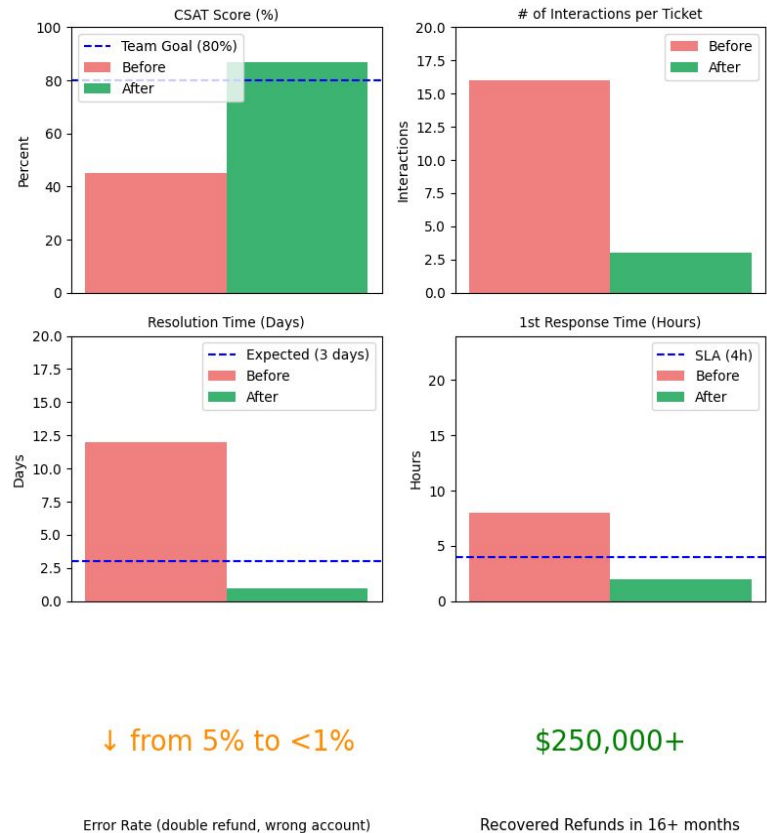 CSAT Score (%)
100
80
60
40
20
0
Percent
Team Goal (80%)
Before
After
# of Interactions per Ticket
20.0
17.5
15.0
12.5
10.0
7.5
5.0
2.5
0.0
Interactions
Before
After
Resolution Time (Days)
20.0
17.5
15.0
12.5
10.0
7.5
5.0
2.5
0.0
Days
Expected (3 days)
Before
After
1st Response Time (Hours)
20
15
10
5
0
Hours
SLA (4h)
Before
After
↓ from 5% to <1%
Error Rate (double refund, wrong account)
$250,000+
Recovered Refunds in 16+ months